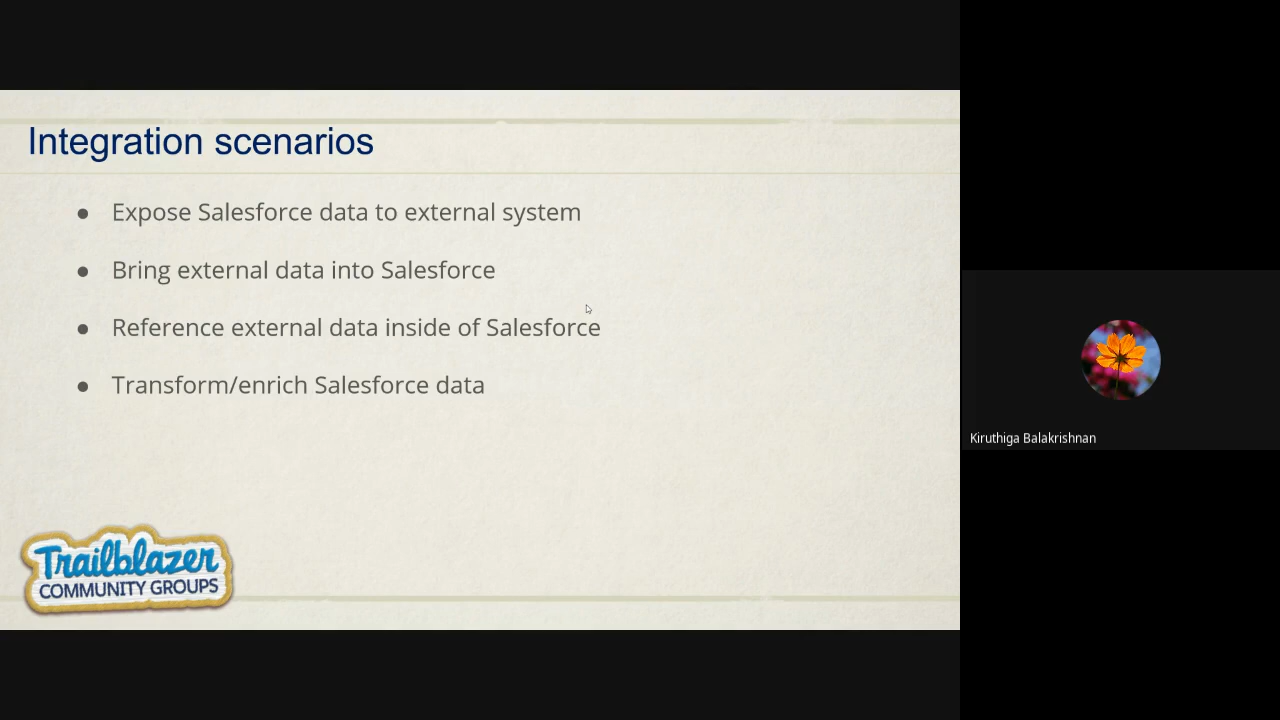 Integration scenarios
● Expose Salesforce data to external system
● Bring external data into Salesforce
● Reference external data inside of Salesforce
● Transform/enrich Salesforce data
Trailblazer
COMMUNITY GROUPS
Kiruthiga Balakrishnan